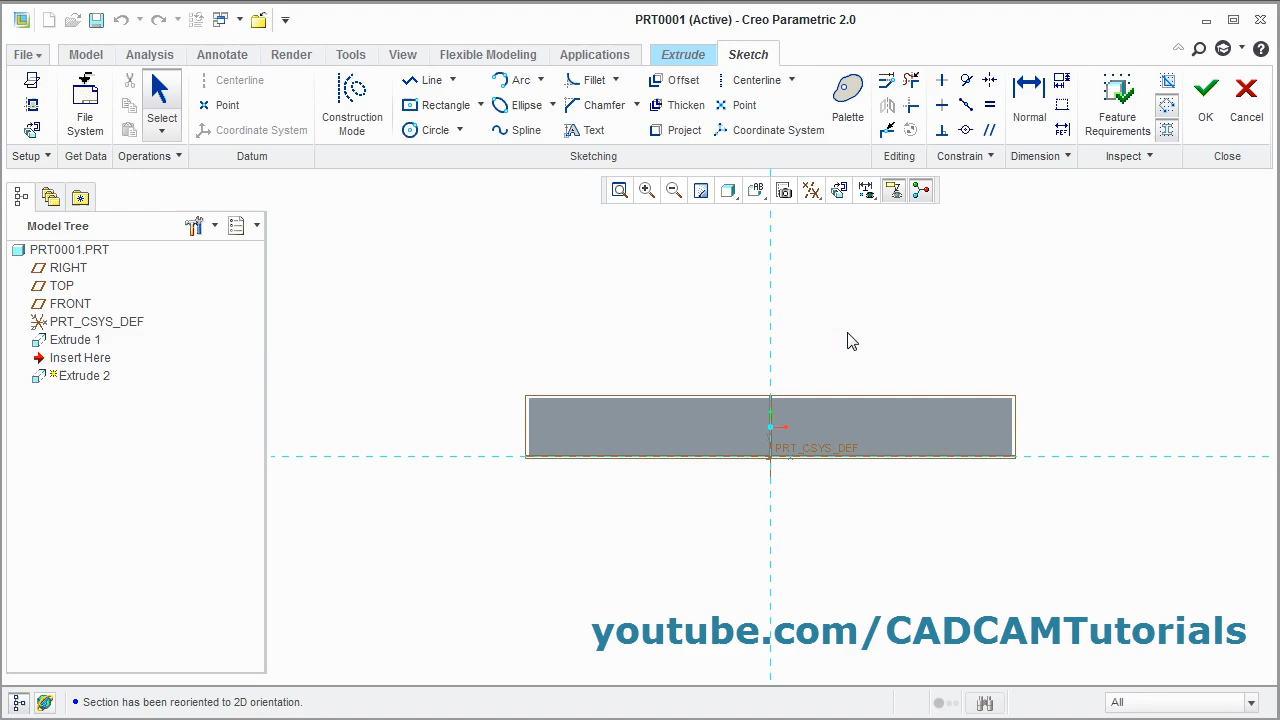 PRT0001 (Active) - Creo Parametric 2.0
File Model Analysis Annotate Render Tools View Flexible Modeling Applications Extrude Sketch
Centerline Line Arc Fillet Offset Centerline
Point Rectangle Ellipse Chamfer Thicken Point
Coordinate System Circle Spline Text Project Coordinate System
File System Select Construction Mode Palette Normal Feature Requirements OK Cancel
Setup Get Data Operations Datum Sketching Editing Constrain Dimension Inspect Close
Model Tree
PRT0001.PRT
RIGHT
TOP
FRONT
PRT_CSYS_DEF
Extrude 1
Insert Here
Extrude 2
PRT_CSYS_DEF
youtube.com/CADCAMTutorials
Section has been reoriented to 2D orientation.
All